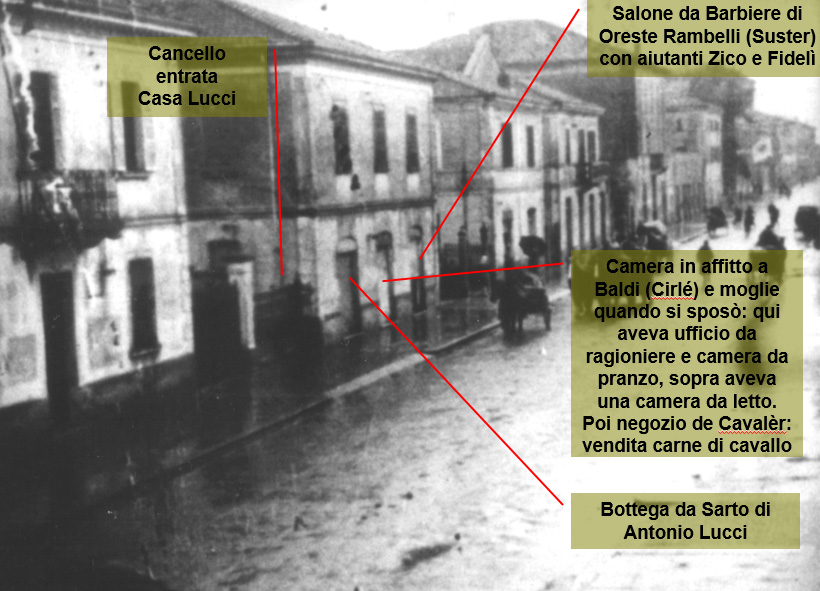 Cancello
entrata
Casa Lucci
Salone da Barbiere di
Oreste Rambelli (Suster)
con aiutanti Zico e Fidelì
Camera in affitto a
Baldi (Cirlé) e moglie
quando si sposò: qui
aveva ufficio da
ragioniere e camera da
pranzo, sopra aveva
una camera da letto.
Poi negozio de Cavalèr:
vendita carne di cavallo
Bottega da Sarto di
Antonio Lucci